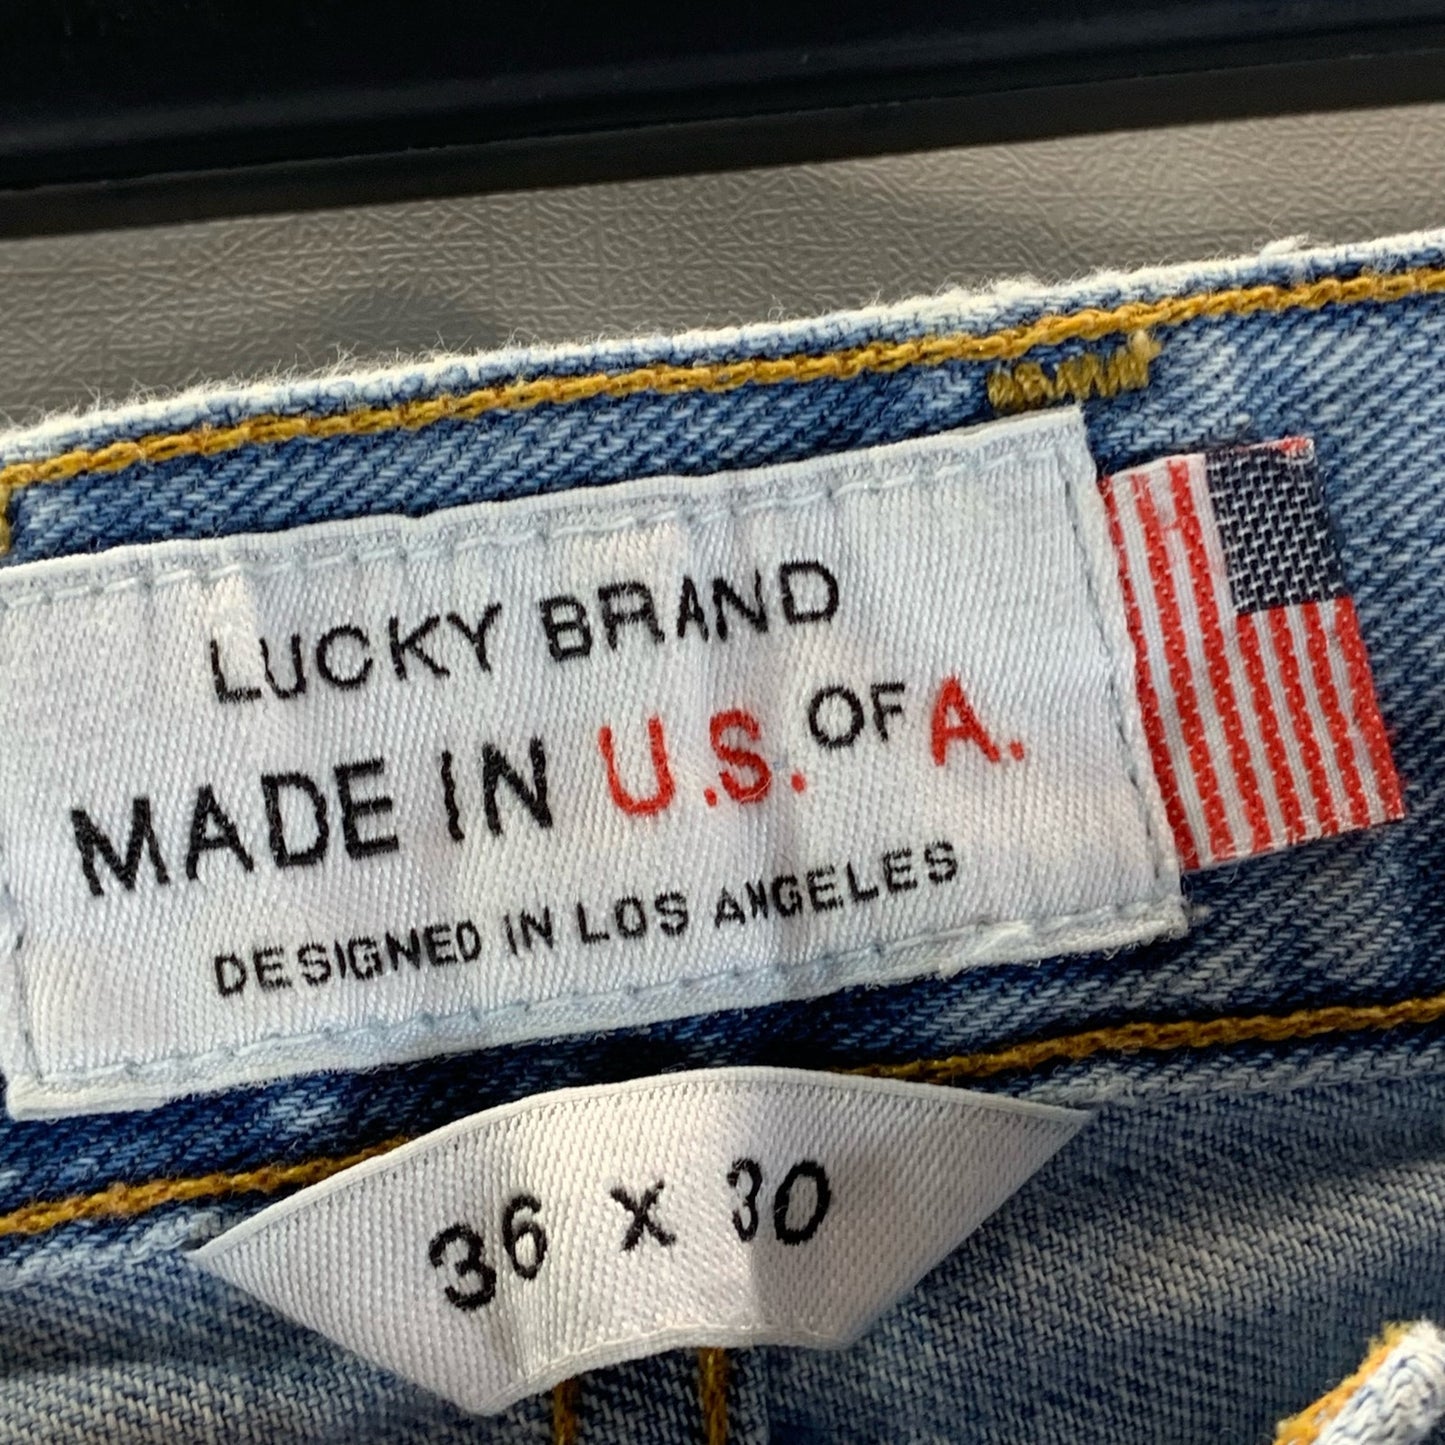 LUCKY BRAND
MADE IN U.S. OF A.
DESIGNED IN LOS ANGELES
36 X 30